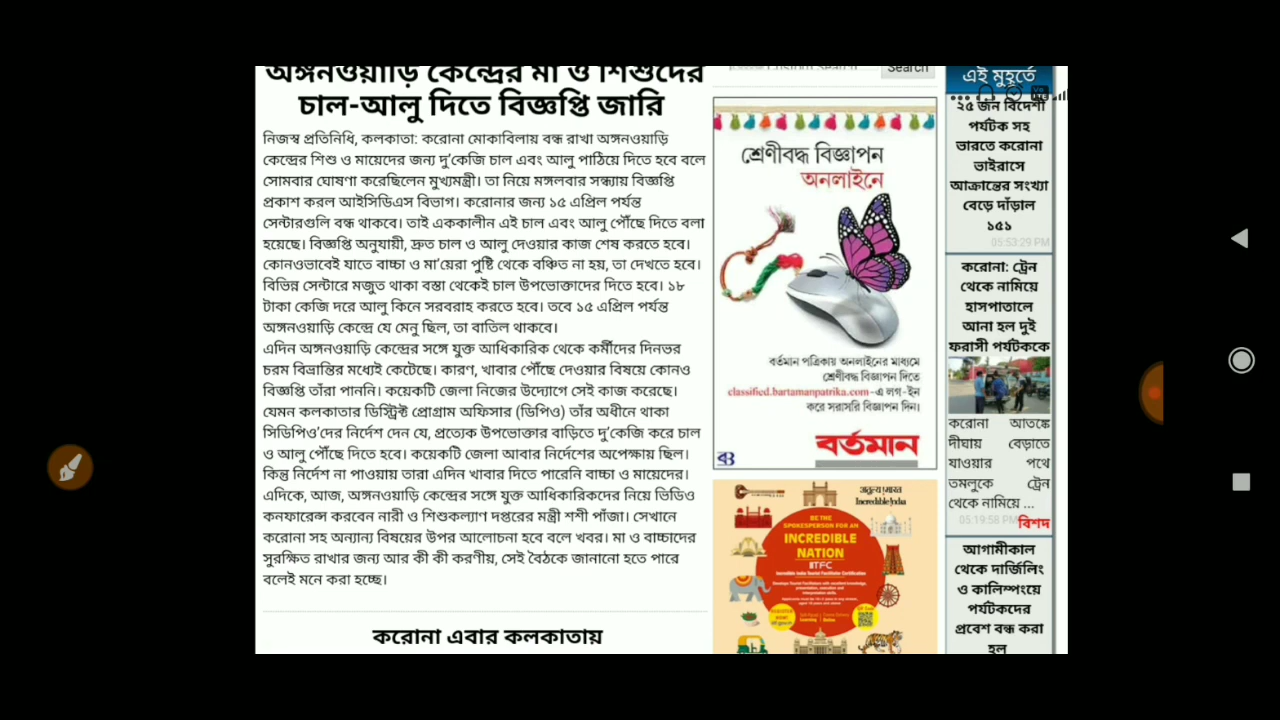 অঙ্গনওয়াড়ি কেন্দ্রের মা ও শিশুদের
চাল-আলু দিতে বিজ্ঞপ্তি জারি
নিজস্ব প্রতিনিধি, কলকাতা: করোনা মোকাবিলায় বন্ধ রাখা অঙ্গনওয়াড়ি
কেন্দ্রের শিশু ও মায়েদের জন্য দু'কেজি চাল এবং আলু পাঠিয়ে দিতে হবে বলে
সোমবার ঘোষণা করেছিলেন মুখ্যমন্ত্রী। তা নিয়ে মঙ্গলবার সন্ধ্যায় বিজ্ঞপ্তি
প্রকাশ করল আইসিডিএস বিভাগ। করোনার জন্য ১৫ এপ্রিল পর্যন্ত
সেন্টারগুলি বন্ধ থাকবে। তাই এককালীন এই চাল এবং আলু পৌঁছে দিতে বলা
হয়েছে। বিজ্ঞপ্তি অনুযায়ী, দ্রুত চাল ও আলু দেওয়ার কাজ শেষ করতে হবে।
কোনওভাবেই যাতে বাচ্চা ও মা'য়েরা পুষ্টি থেকে বঞ্চিত না হয়, তা দেখতে হবে।
বিভিন্ন সেন্টারে মজুত থাকা বস্তা থেকেই চাল উপভোক্তাদের দিতে হবে। ১৮
টাকা কেজি দরে আলু কিনে সরবরাহ করতে হবে। তবে ১৫ এপ্রিল পর্যন্ত
অঙ্গনওয়াড়ি কেন্দ্রে যে মেনু ছিল, তা বাতিল থাকবে।
এদিন অঙ্গনওয়াড়ি কেন্দ্রের সঙ্গে যুক্ত আধিকারিক থেকে কর্মীদের দিনভর
চরম বিভ্রান্তির মধ্যেই কেটেছে। কারণ, খাবার পৌঁছে দেওয়ার বিষয়ে কোনও
বিজ্ঞপ্তি তাঁরা পাননি। কয়েকটি জেলা নিজের উদ্যোগে সেই কাজ করেছে।
যেমন কলকাতার ডিস্ট্রিক্ট প্রোগ্রাম অফিসার (ডিপিও) তাঁর অধীনে থাকা
সিডিপিও'দের নির্দেশ দেন যে, প্রত্যেক উপভোক্তার বাড়িতে দু'কেজি করে চাল
ও আলু পৌঁছে দিতে হবে। কয়েকটি জেলা আবার নির্দেশের অপেক্ষায় ছিল।
কিন্তু নির্দেশ না পাওয়ায় তারা এদিন খাবার দিতে পারেনি বাচ্চা ও মায়েদের।
এদিকে, আজ, অঙ্গনওয়াড়ি কেন্দ্রের সঙ্গে যুক্ত আধিকারিকদের নিয়ে ভিডিও
কনফারেন্স করবেন নারী ও শিশুকল্যাণ দপ্তরের মন্ত্রী শশী পাঁজা। সেখানে
করোনা সহ অন্যান্য বিষয়ের উপর আলোচনা হবে বলে খবর। মা ও বাচ্চাদের
সুরক্ষিত রাখার জন্য আর কী কী করণীয়, সেই বৈঠকে জানানো হতে পারে
বলেই মনে করা হচ্ছে।
করোনা এবার কলকাতায়
Search
শ্রেণীবদ্ধ বিজ্ঞাপন
অনলাইনে
বর্তমান পত্রিকায় অনলাইনের মাধ্যমে
শ্রেণীবদ্ধ বিজ্ঞাপন দিতে
classified.bartamanpatrika.com-এ লগ-ইন
করে সরাসরি বিজ্ঞাপন দিন।
বর্তমান
अतुल्य भारत
Incredible India
BE THE
SPOKESPERSON FOR AN
INCREDIBLE
NATION
IITFC
Incredible India Tourist Facilitator Certification
এই মুহূর্তে
২৫ জন বিদেশী
পর্যটক সহ
ভারতে করোনা
ভাইরাসে
আক্রান্তের সংখ্যা
বেড়ে দাঁড়াল
১৫১
05:53:29 PM
করোনা: ট্রেন
থেকে নামিয়ে
হাসপাতালে
আনা হল দুই
ফরাসী পর্যটককে
করোনা আতঙ্কে
দীঘায় বেড়াতে
যাওয়ার পথে
তমলুকে ট্রেন
থেকে নামিয়ে ...
05:19:58 PM বিশদ
আগামীকাল
থেকে দার্জিলিং
ও কালিম্পংয়ে
পর্যটকদের
প্রবেশ বন্ধ করা
হল